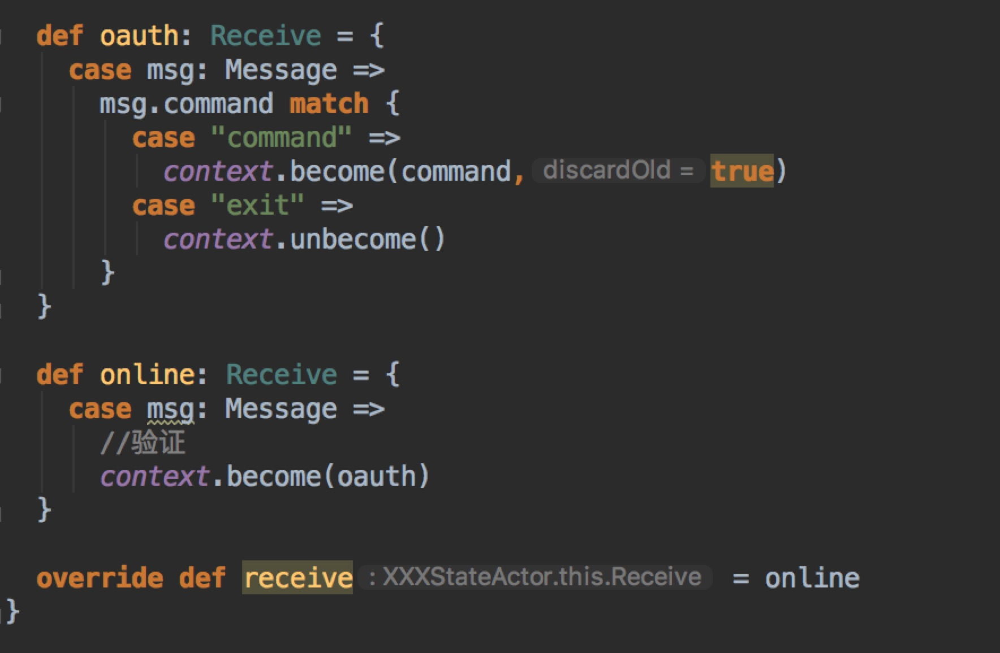 def oauth: Receive = {
  case msg: Message =>
    msg.command match {
      case "command" =>
        context.become(command, discardOld = true)
      case "exit" =>
        context.unbecome()
    }
}
def online: Receive = {
  case msg: Message =>
    //验证
    context.become(oauth)
}
override def receive : XXXStateActor.this.Receive = online
}